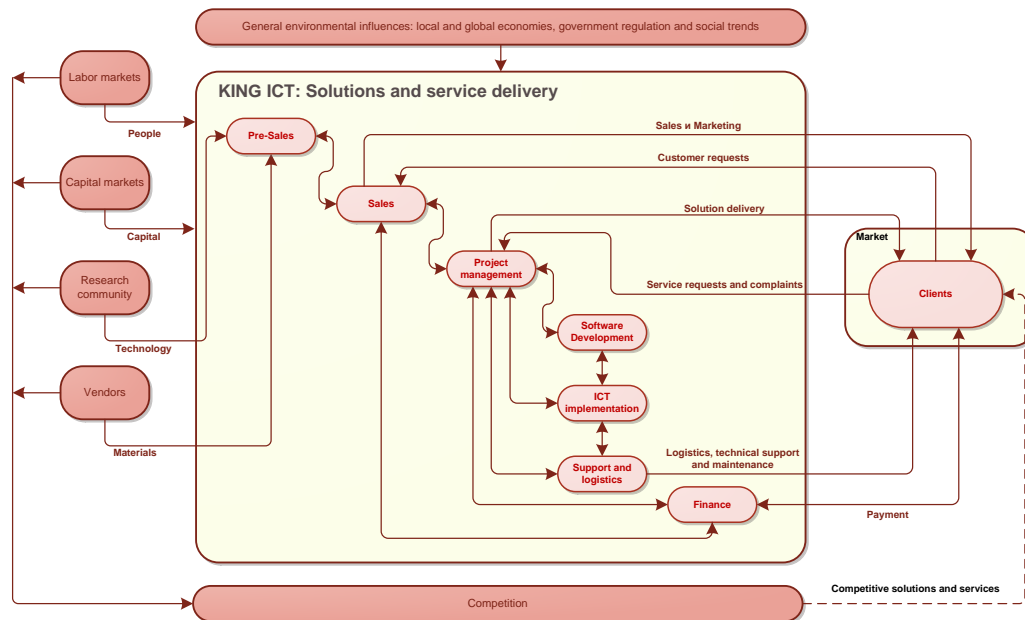 General environmental influences: local and global economies, government regulation and social trends
Labor markets
People
Capital markets
Capital
Research
community
Technology
Vendors
Materials
KING ICT: Solutions and service delivery
Pre-Sales
Sales
Project
management
Software
Development
ICT
implementation
Support and
logistics
Finance
Sales и Marketing
Customer requests
Solution delivery
Service requests and complaints
Logistics, technical support
and maintenance
Payment
Market
Clients
Competition
Competitive solutions and services